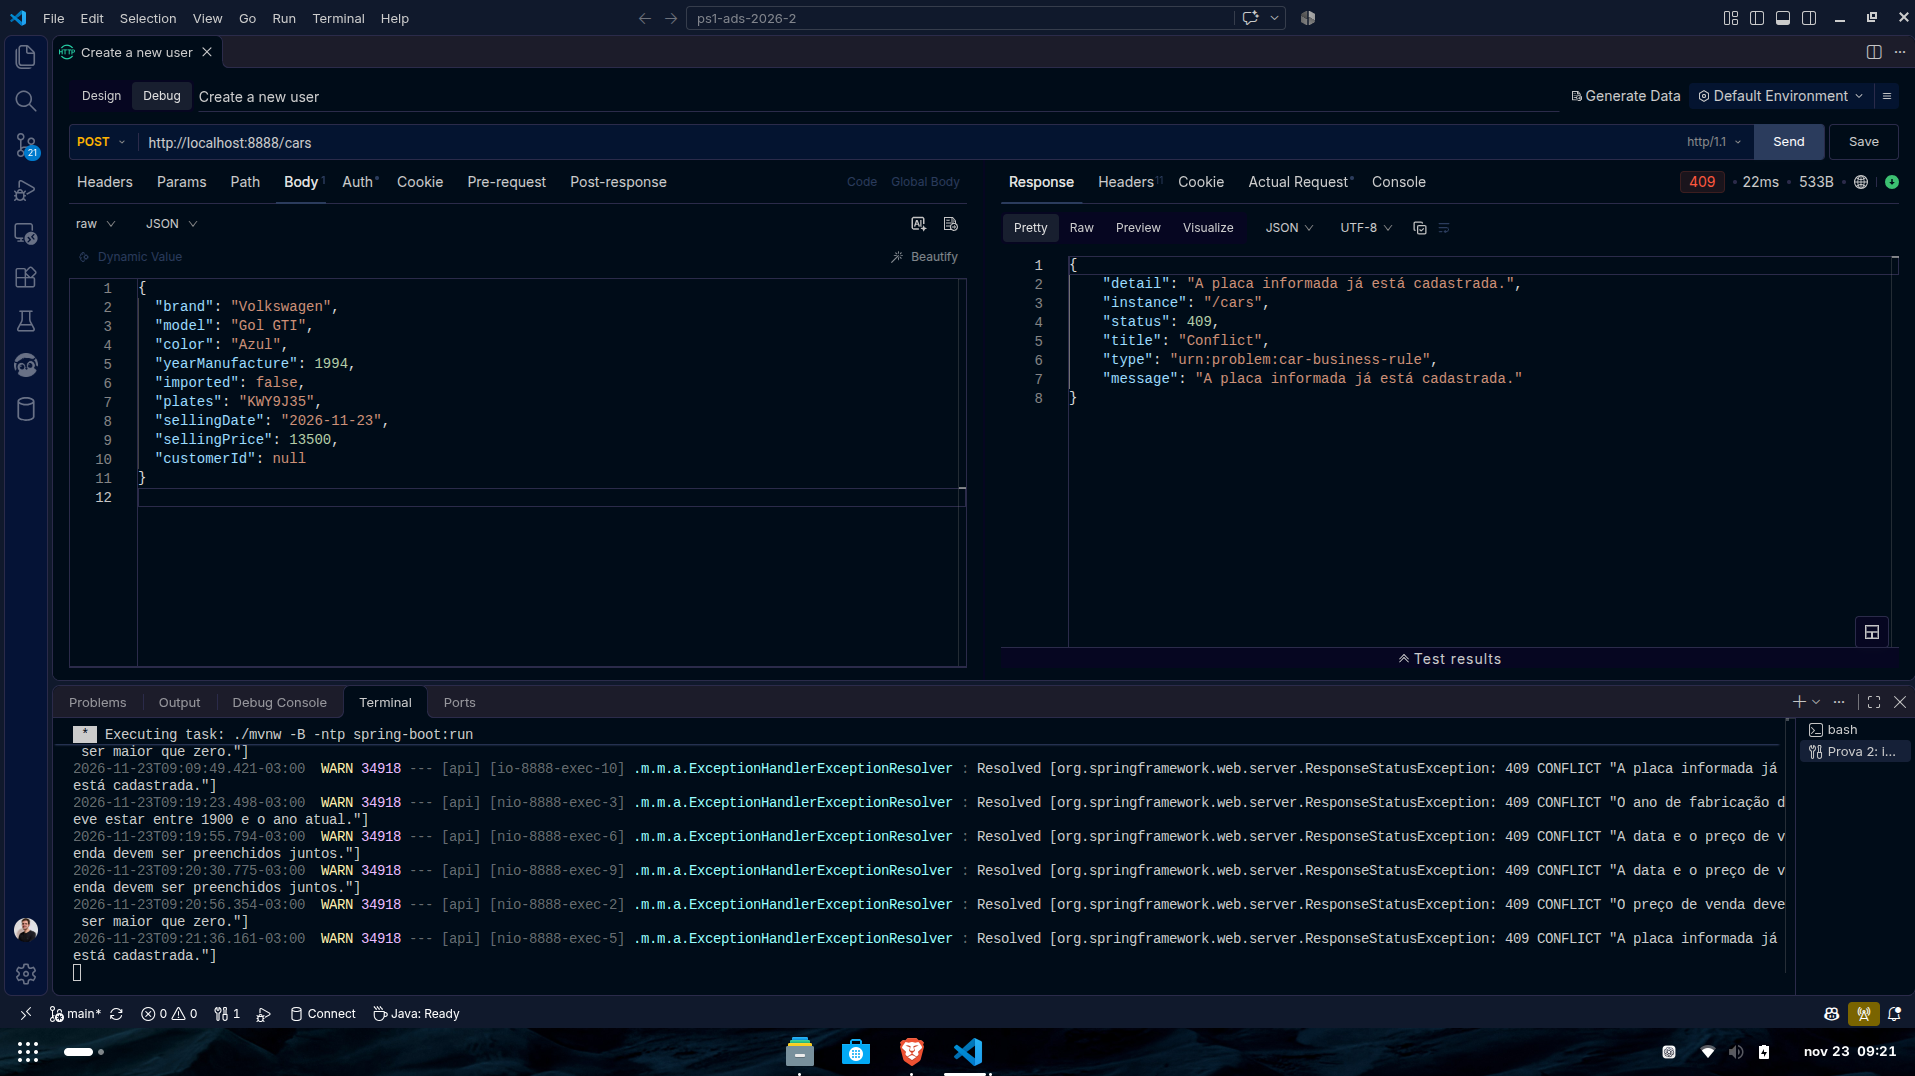 File Edit Selection View Go Run Terminal Help
ps1-ads-2026-2
HTTP Create a new user
Design Debug Create a new user
Generate Data Default Environment
POST http://localhost:8888/cars http/1.1 Send Save
Headers Params Path Body 1 Auth Cookie Pre-request Post-response Code Global Body
Response Headers 11 Cookie Actual Request Console 409 22ms 533B
raw JSON
Pretty Raw Preview Visualize JSON UTF-8
Dynamic Value Beautify
1 {
2 "brand": "Volkswagen",
3 "model": "Gol GTI",
4 "color": "Azul",
5 "yearManufacture": 1994,
6 "imported": false,
7 "plates": "KWY9J35",
8 "sellingDate": "2026-11-23",
9 "sellingPrice": 13500,
10 "customerId": null
11 }
12
1 {
2 "detail": "A placa informada já está cadastrada.",
3 "instance": "/cars",
4 "status": 409,
5 "title": "Conflict",
6 "type": "urn:problem:car-business-rule",
7 "message": "A placa informada já está cadastrada."
8 }
Test results
21
AI
Problems Output Debug Console Terminal Ports
* Executing task: ./mvnw -B -ntp spring-boot:run
ser maior que zero."]
2026-11-23T09:09:49.421-03:00 WARN 34918 --- [api] [io-8888-exec-10] .m.m.a.ExceptionHandlerExceptionResolver : Resolved [org.springframework.web.server.ResponseStatusException: 409 CONFLICT "A placa informada já
está cadastrada."]
2026-11-23T09:19:23.498-03:00 WARN 34918 --- [api] [nio-8888-exec-3] .m.m.a.ExceptionHandlerExceptionResolver : Resolved [org.springframework.web.server.ResponseStatusException: 409 CONFLICT "O ano de fabricação d
eve estar entre 1900 e o ano atual."]
2026-11-23T09:19:55.794-03:00 WARN 34918 --- [api] [nio-8888-exec-6] .m.m.a.ExceptionHandlerExceptionResolver : Resolved [org.springframework.web.server.ResponseStatusException: 409 CONFLICT "A data e o preço de v
enda devem ser preenchidos juntos."]
2026-11-23T09:20:30.775-03:00 WARN 34918 --- [api] [nio-8888-exec-9] .m.m.a.ExceptionHandlerExceptionResolver : Resolved [org.springframework.web.server.ResponseStatusException: 409 CONFLICT "A data e o preço de v
enda devem ser preenchidos juntos."]
2026-11-23T09:20:56.354-03:00 WARN 34918 --- [api] [nio-8888-exec-2] .m.m.a.ExceptionHandlerExceptionResolver : Resolved [org.springframework.web.server.ResponseStatusException: 409 CONFLICT "O preço de venda deve
ser maior que zero."]
2026-11-23T09:21:36.161-03:00 WARN 34918 --- [api] [nio-8888-exec-5] .m.m.a.ExceptionHandlerExceptionResolver : Resolved [org.springframework.web.server.ResponseStatusException: 409 CONFLICT "A placa informada já
está cadastrada."]
bash
Prova 2: i...
main* 0 0 1 Connect Java: Ready
nov 23 09:21